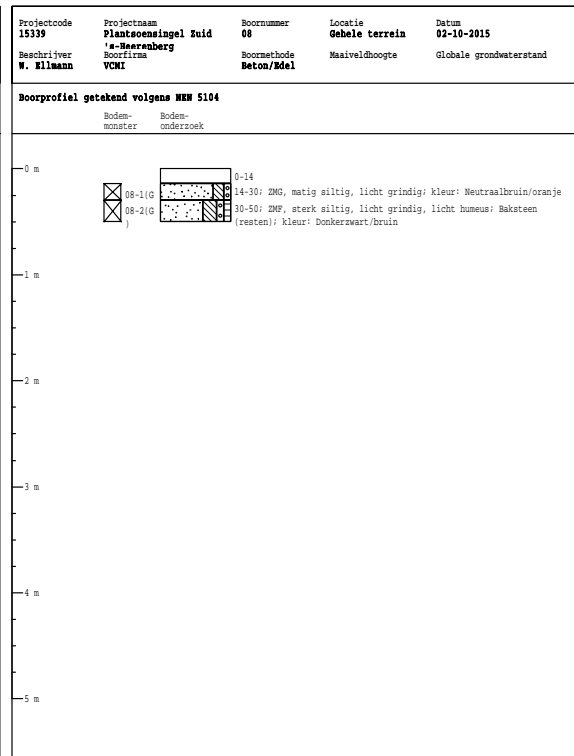 Projectcode Projectnaam Boornummer Locatie Datum
15339 Plantsoensingel Zuid 08 Gehele terrein 02-10-2015
's-Heerenberg
Beschrijver Boorfirma Boormethode Maaiveldhoogte Globale grondwaterstand
W. Ellmann VCMI Beton/Edel
Boorprofiel getekend volgens NEN 5104
Bodem- Bodem-
monster onderzoek
0 m
0-14
08-1(G 14-30; ZMG, matig siltig, licht grindig; kleur: Neutraalbruin/oranje
08-2(G 30-50; ZMF, sterk siltig, licht grindig, licht humeus; Baksteen
) (resten); kleur: Donkerzwart/bruin
1 m
2 m
3 m
4 m
5 m